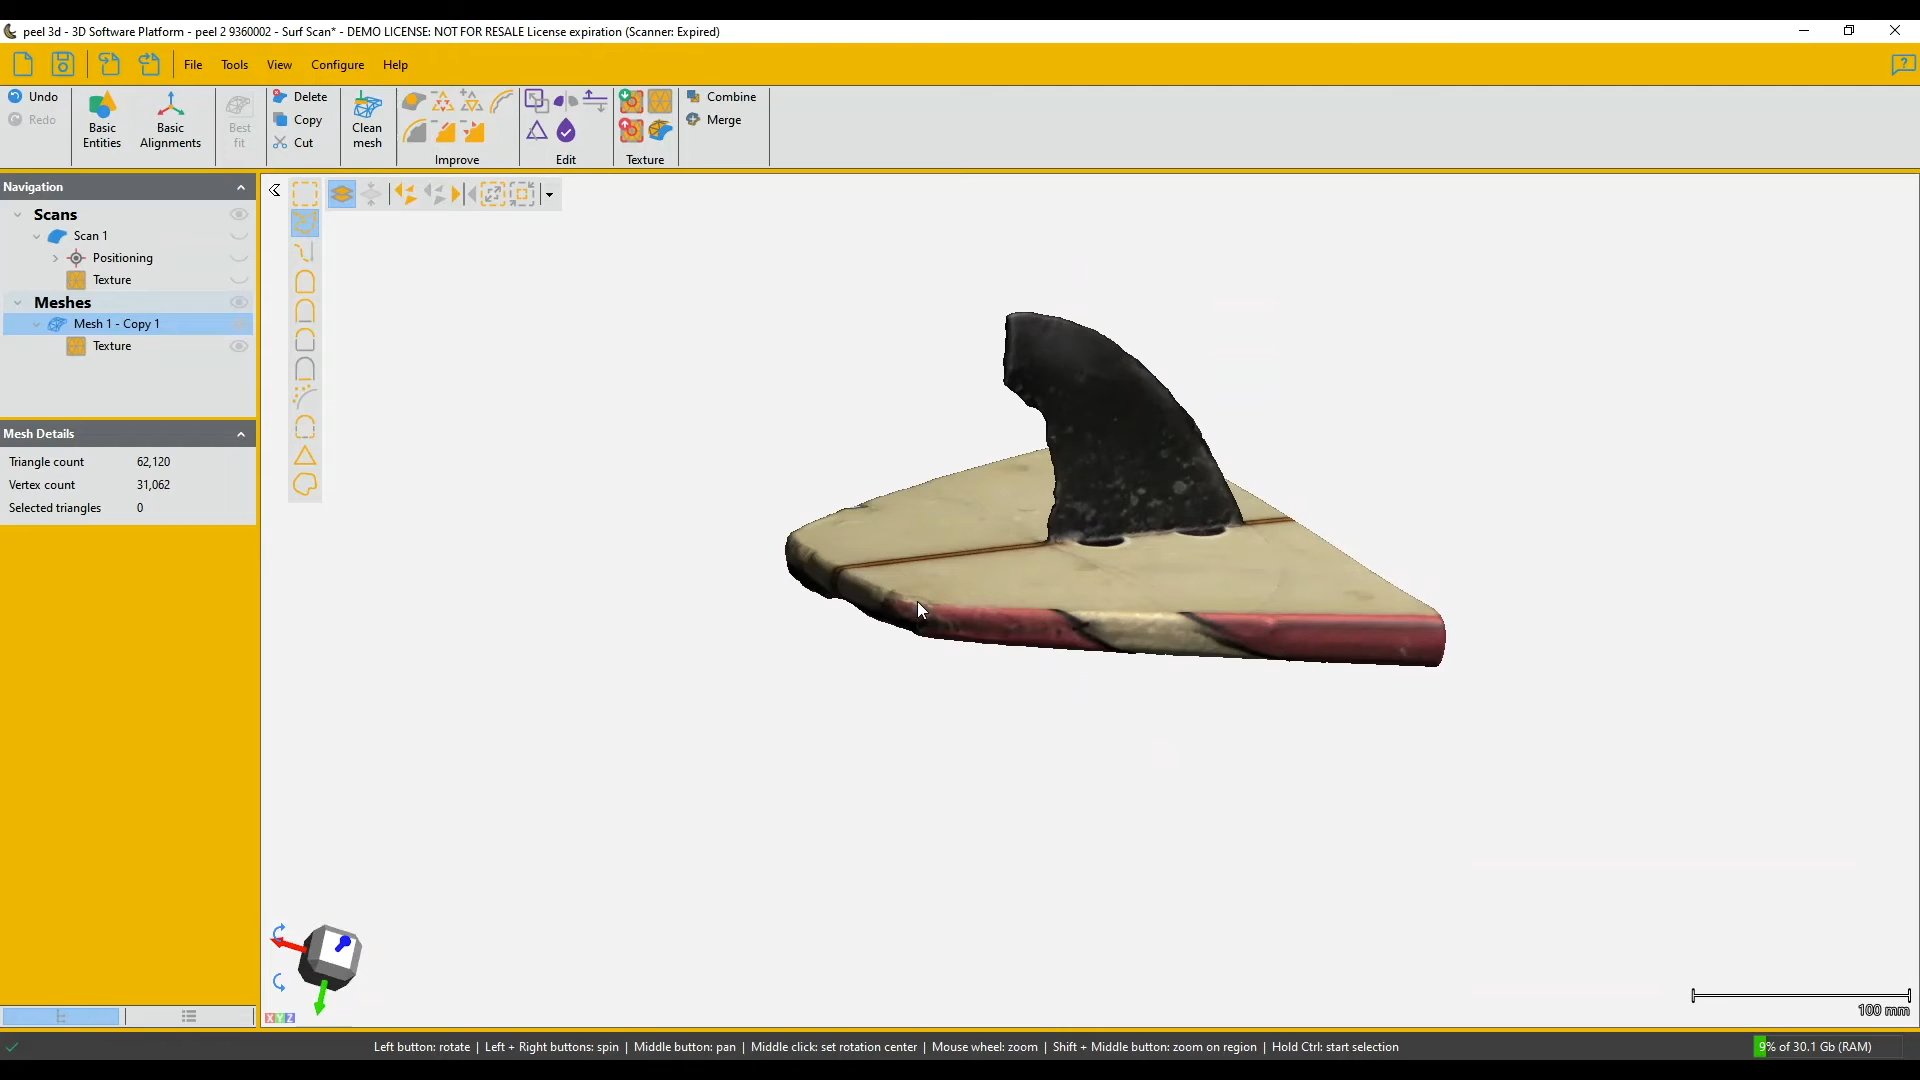 peel 3d - 3D Software Platform - peel 2 9360002 - Surf Scan* - DEMO LICENSE: NOT FOR RESALE License expiration (Scanner: Expired)
File Tools View Configure Help
Undo
Redo
Basic
Entities
Basic
Alignments
Best
fit
Delete
Copy
Cut
Clean
mesh
Improve
Edit
Texture
Combine
Merge
Navigation
Scans
Scan 1
Positioning
Texture
Meshes
Mesh 1 - Copy 1
Texture
Mesh Details
Triangle count 62,120
Vertex count 31,062
Selected triangles 0
X Y Z
100 mm
Left button: rotate | Left + Right buttons: spin | Middle button: pan | Middle click: set rotation center | Mouse wheel: zoom | Shift + Middle button: zoom on region | Hold Ctrl: start selection
9% of 30.1 Gb (RAM)